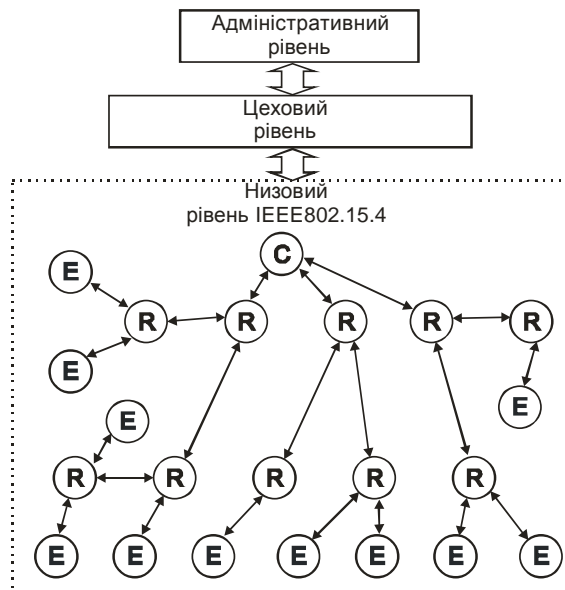 Адміністративний
рівень
Цеховий
рівень
Низовий
рівень IEEE802.15.4
C
E
R R R R R
E
E
E
R R R R R
E E E E E E E